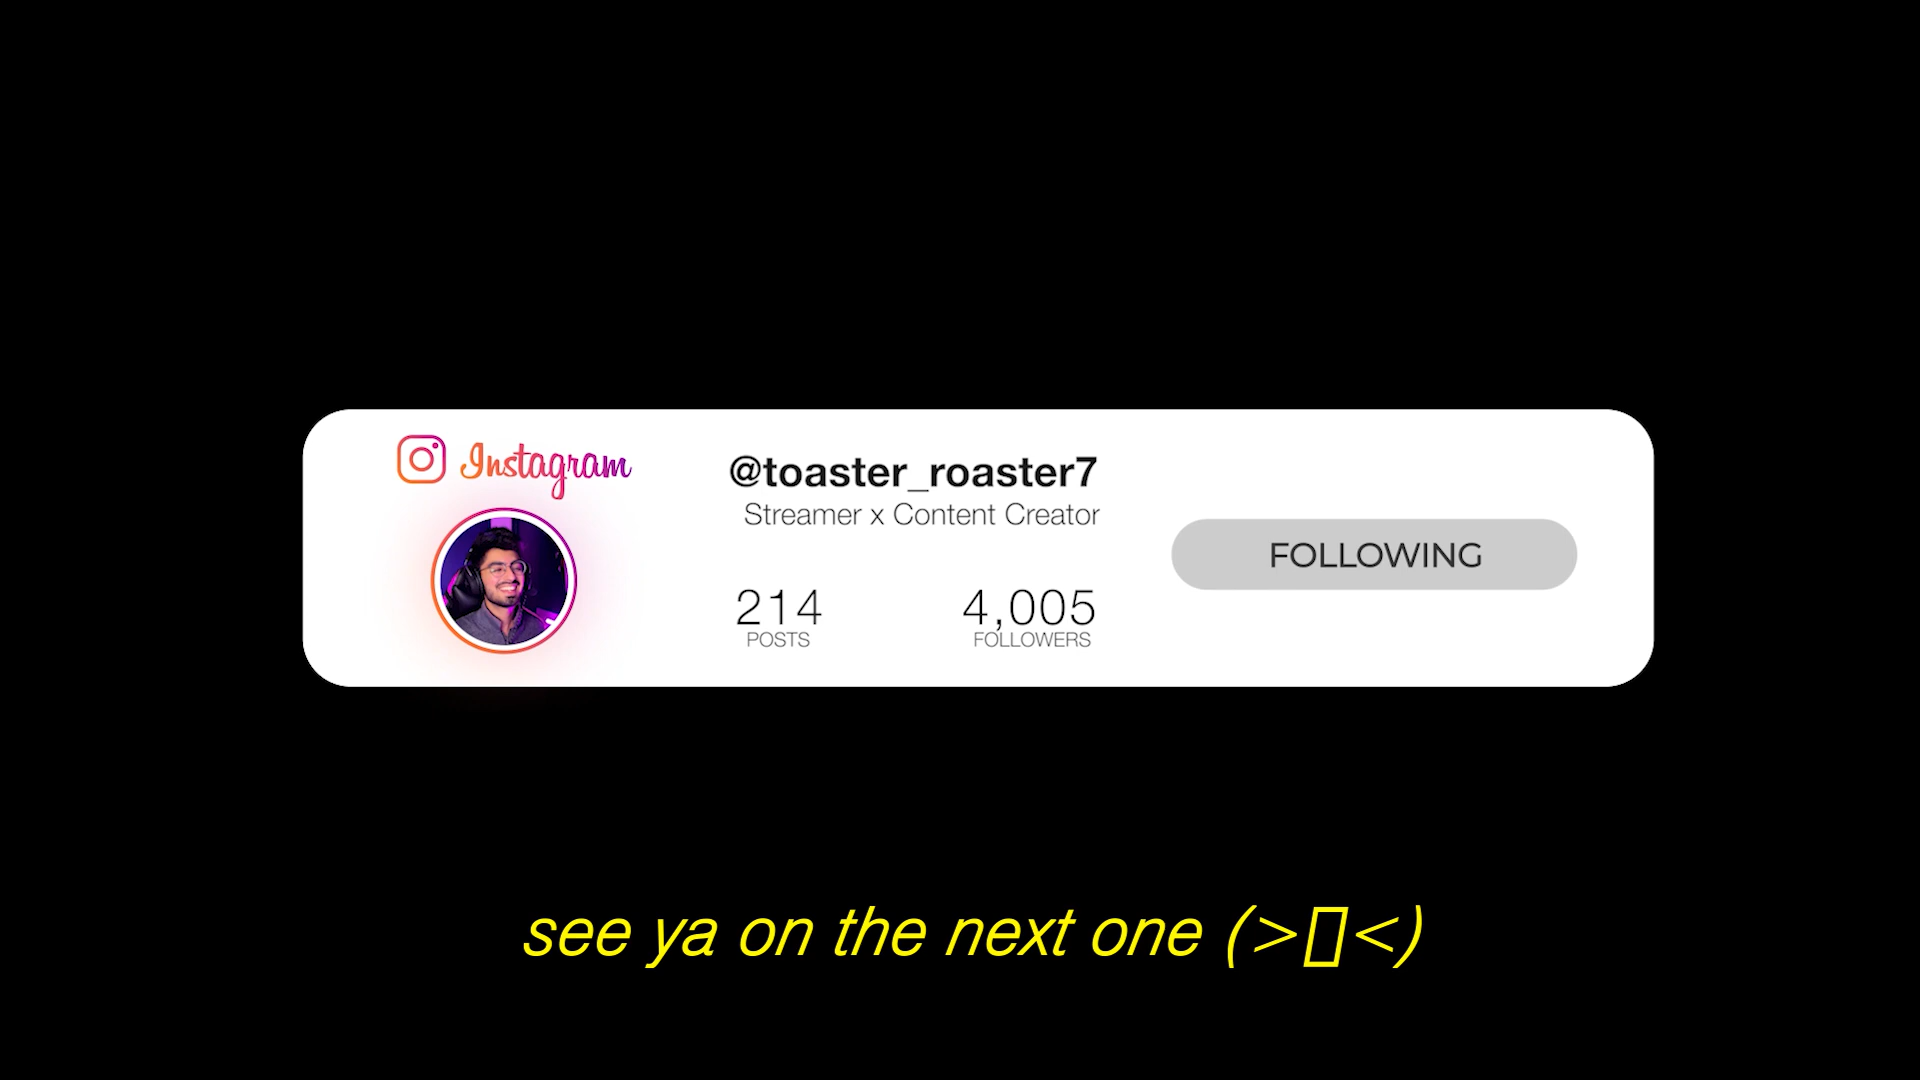 Instagram
@toaster_roaster7
Streamer x Content Creator
214
POSTS
4,005
FOLLOWERS
FOLLOWING
see ya on the next one (>▯<)